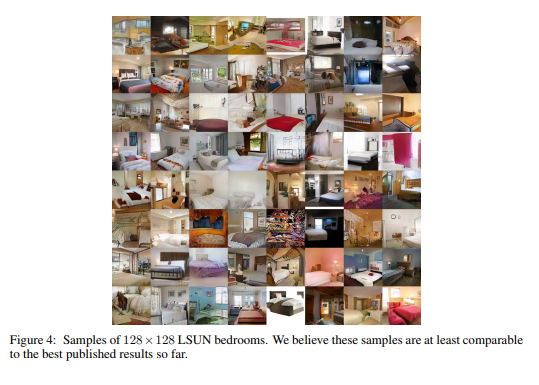 Figure 4: Samples of 128 × 128 LSUN bedrooms. We believe these samples are at least comparable
to the best published results so far.